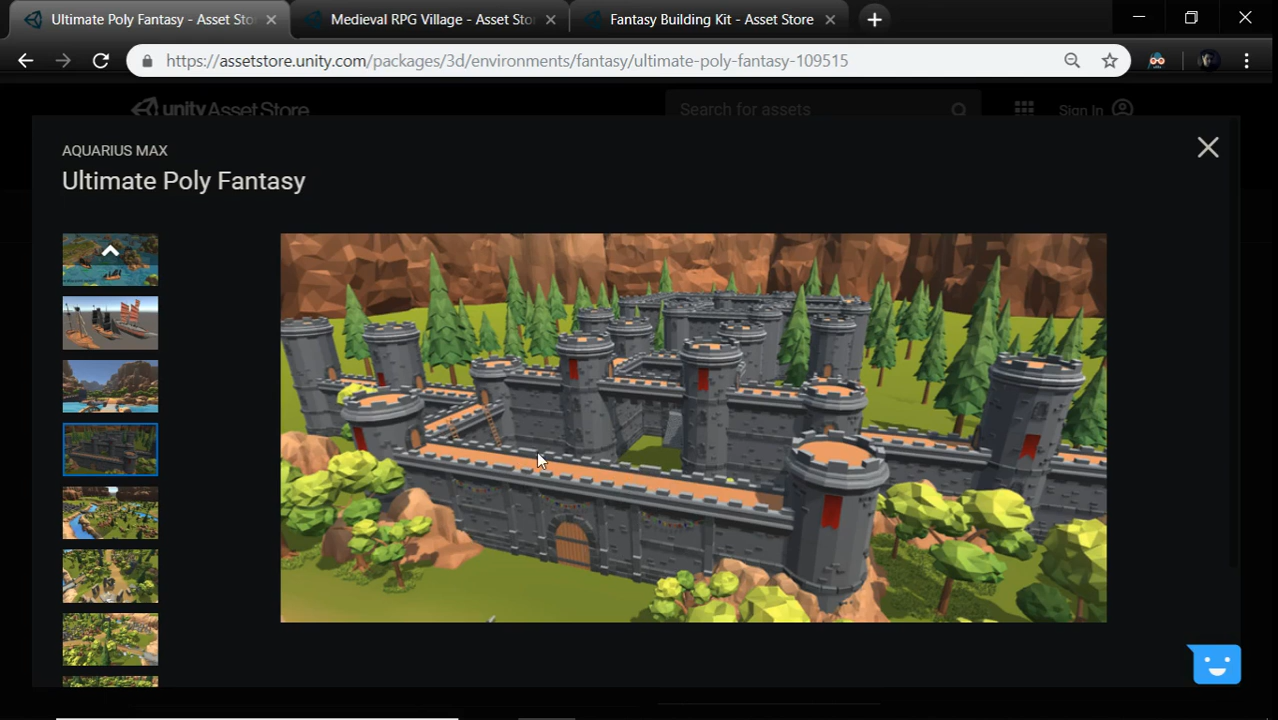 Ultimate Poly Fantasy - Asset Sto
Medieval RPG Village - Asset Sto
Fantasy Building Kit - Asset Store
https://assetstore.unity.com/packages/3d/environments/fantasy/ultimate-poly-fantasy-109515
unity Asset Store
Search for assets
Sign In
AQUARIUS MAX
Ultimate Poly Fantasy